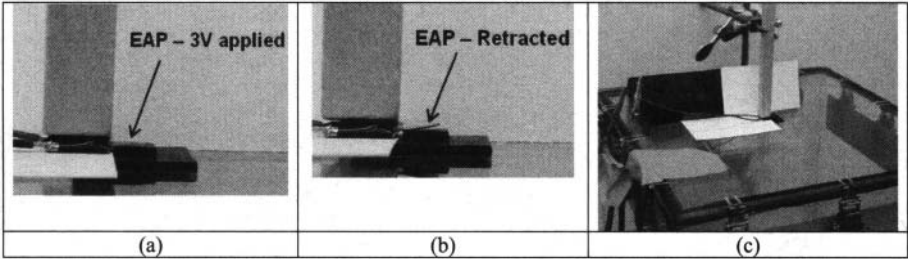 EAP – 3V applied
EAP – Retracted
(a)
(b)
(c)